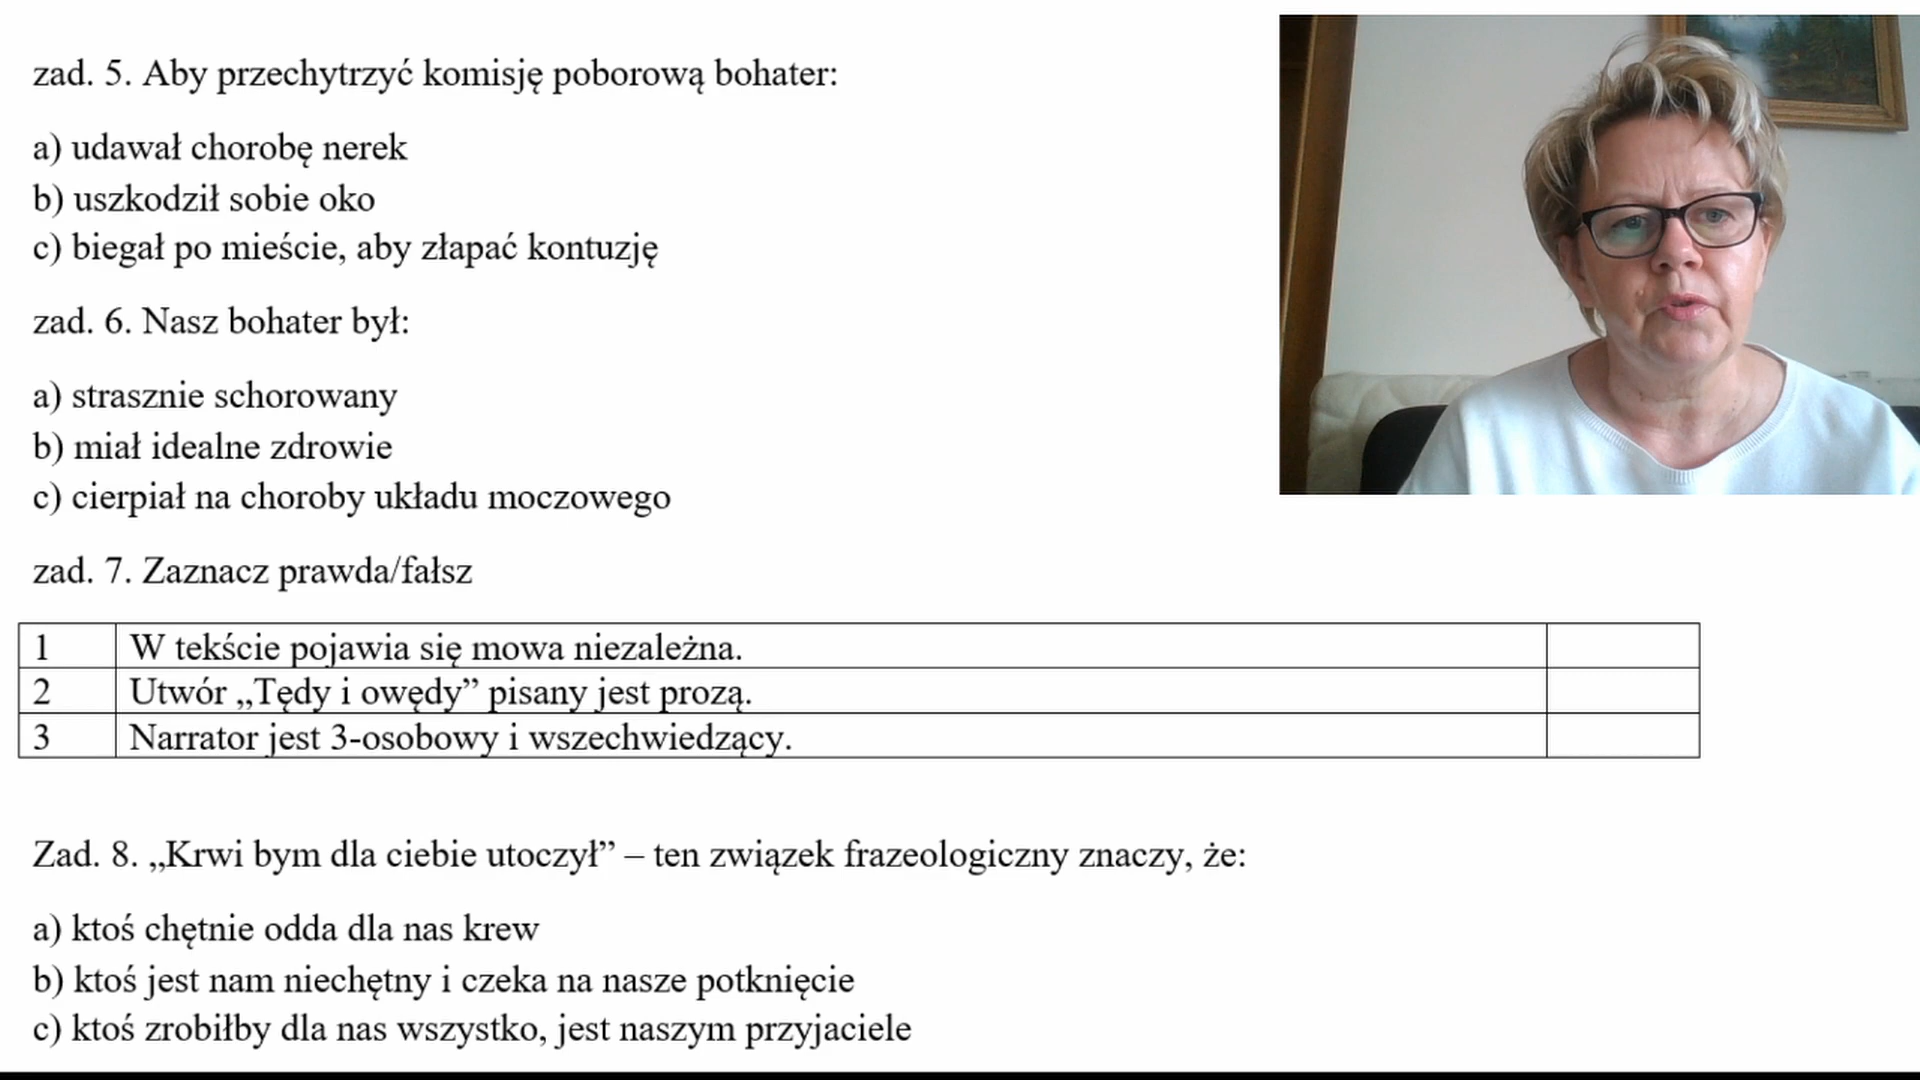 zad. 5. Aby przechytrzyć komisję poborową bohater:
a) udawał chorobę nerek
b) uszkodził sobie oko
c) biegał po mieście, aby złapać kontuzję
zad. 6. Nasz bohater był:
a) strasznie schorowany
b) miał idealne zdrowie
c) cierpiał na choroby układu moczowego
zad. 7. Zaznacz prawda/fałsz
1 W tekście pojawia się mowa niezależna.
2 Utwór „Tędy i owędy” pisany jest prozą.
3 Narrator jest 3-osobowy i wszechwiedzący.
Zad. 8. „Krwi bym dla ciebie utoczył” – ten związek frazeologiczny znaczy, że:
a) ktoś chętnie odda dla nas krew
b) ktoś jest nam niechętny i czeka na nasze potknięcie
c) ktoś zrobiłby dla nas wszystko, jest naszym przyjaciele